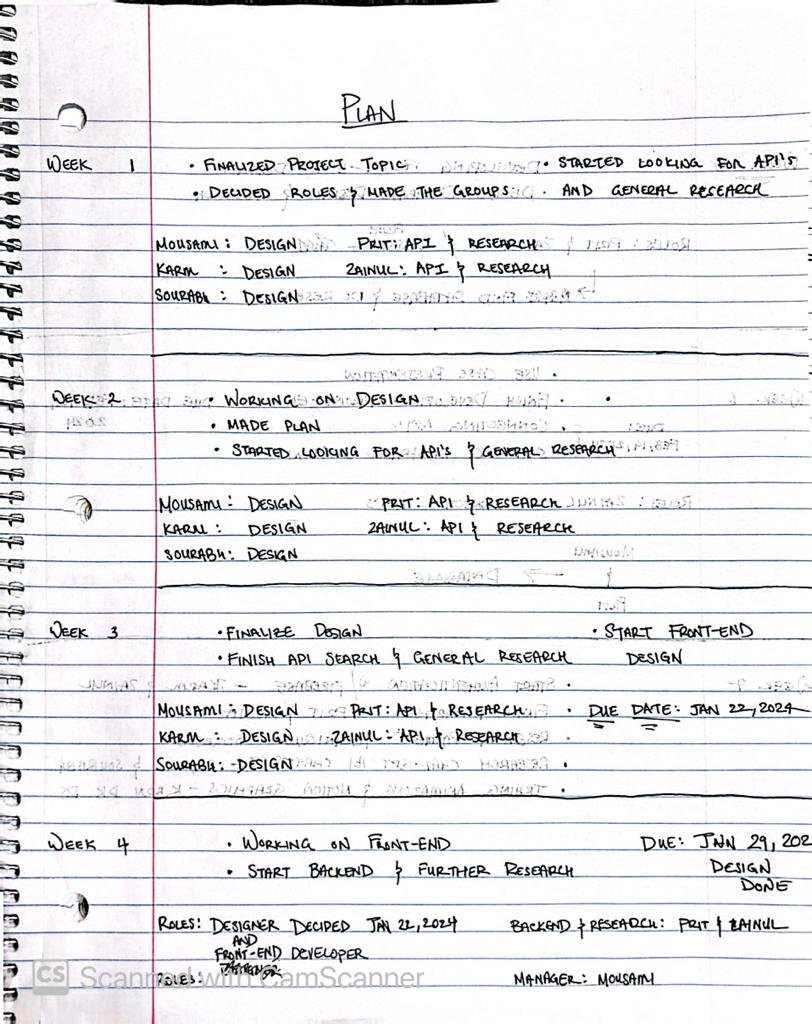 PLAN
WEEK 1 • FINALIZED PROJECT TOPIC • STARTED LOOKING FOR API'S
• DECIDED ROLES & MADE THE GROUPS . AND GENERAL RESEARCH
MOUSAMI: DESIGN PRIT: API & RESEARCH
KARM : DESIGN ZAINUL: API & RESEARCH
SOURABH : DESIGN
WEEK 2 • WORKING ON DESIGN
• MADE PLAN
• STARTED LOOKING FOR API'S & GENERAL RESEARCH
MOUSAMI: DESIGN PRIT: API & RESEARCH
KARM: DESIGN ZAINUL: API & RESEARCH
SOURABH: DESIGN
WEEK 3 • FINALIZE DESIGN • START FRONT-END
• FINISH API SEARCH & GENERAL RESEARCH DESIGN
MOUSAMI: DESIGN PRIT: API & RESEARCH • DUE DATE: JAN 22, 2024
KARM: DESIGN ZAINUL: API & RESEARCH
SOURABH: DESIGN
WEEK 4 • WORKING ON FRONT-END DUE: JAN 29, 202
• START BACKEND & FURTHER RESEARCH DESIGN
DONE
ROLES: DESIGNER DECIDED JAN 22, 2024 BACKEND & RESEARCH: PRIT & ZAINUL
AND
FRONT-END DEVELOPER
ROLES: MANAGER: MOUSAMI
CS Scanned with CamScanner